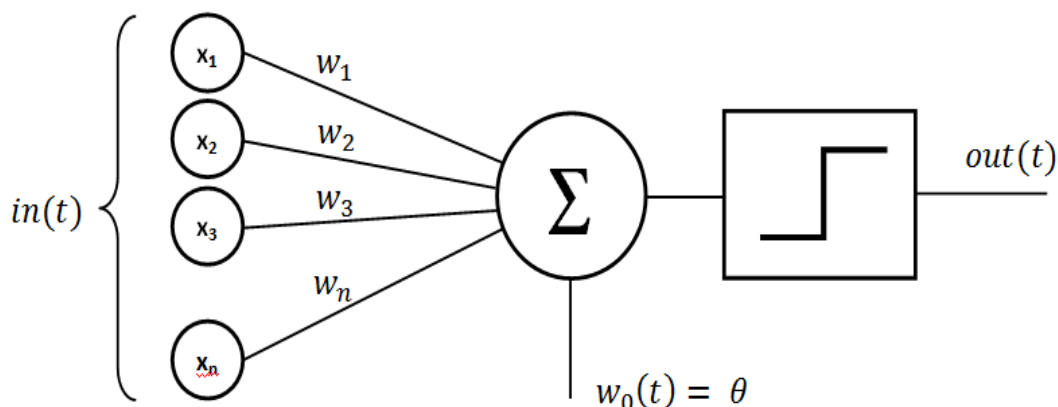 x₁
w₁
x₂
w₂
in(t)
x₃
w₃
wₙ
xₙ
Σ
out(t)
w₀(t) = θ